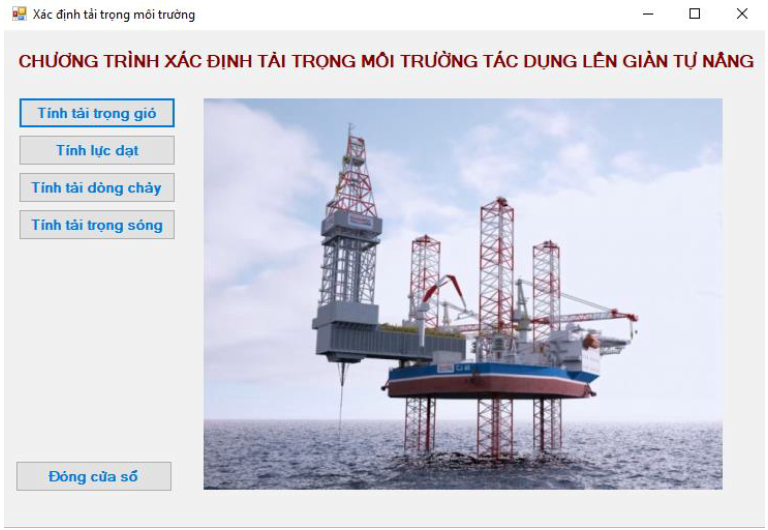 Xác định tải trọng môi trường
CHƯƠNG TRÌNH XÁC ĐỊNH TẢI TRỌNG MÔI TRƯỜNG TÁC DỤNG LÊN GIÀN TỰ NÂNG
Tính tải trọng gió
Tính lực dạt
Tính tải dòng chảy
Tính tải trọng sóng
Đóng cửa sổ